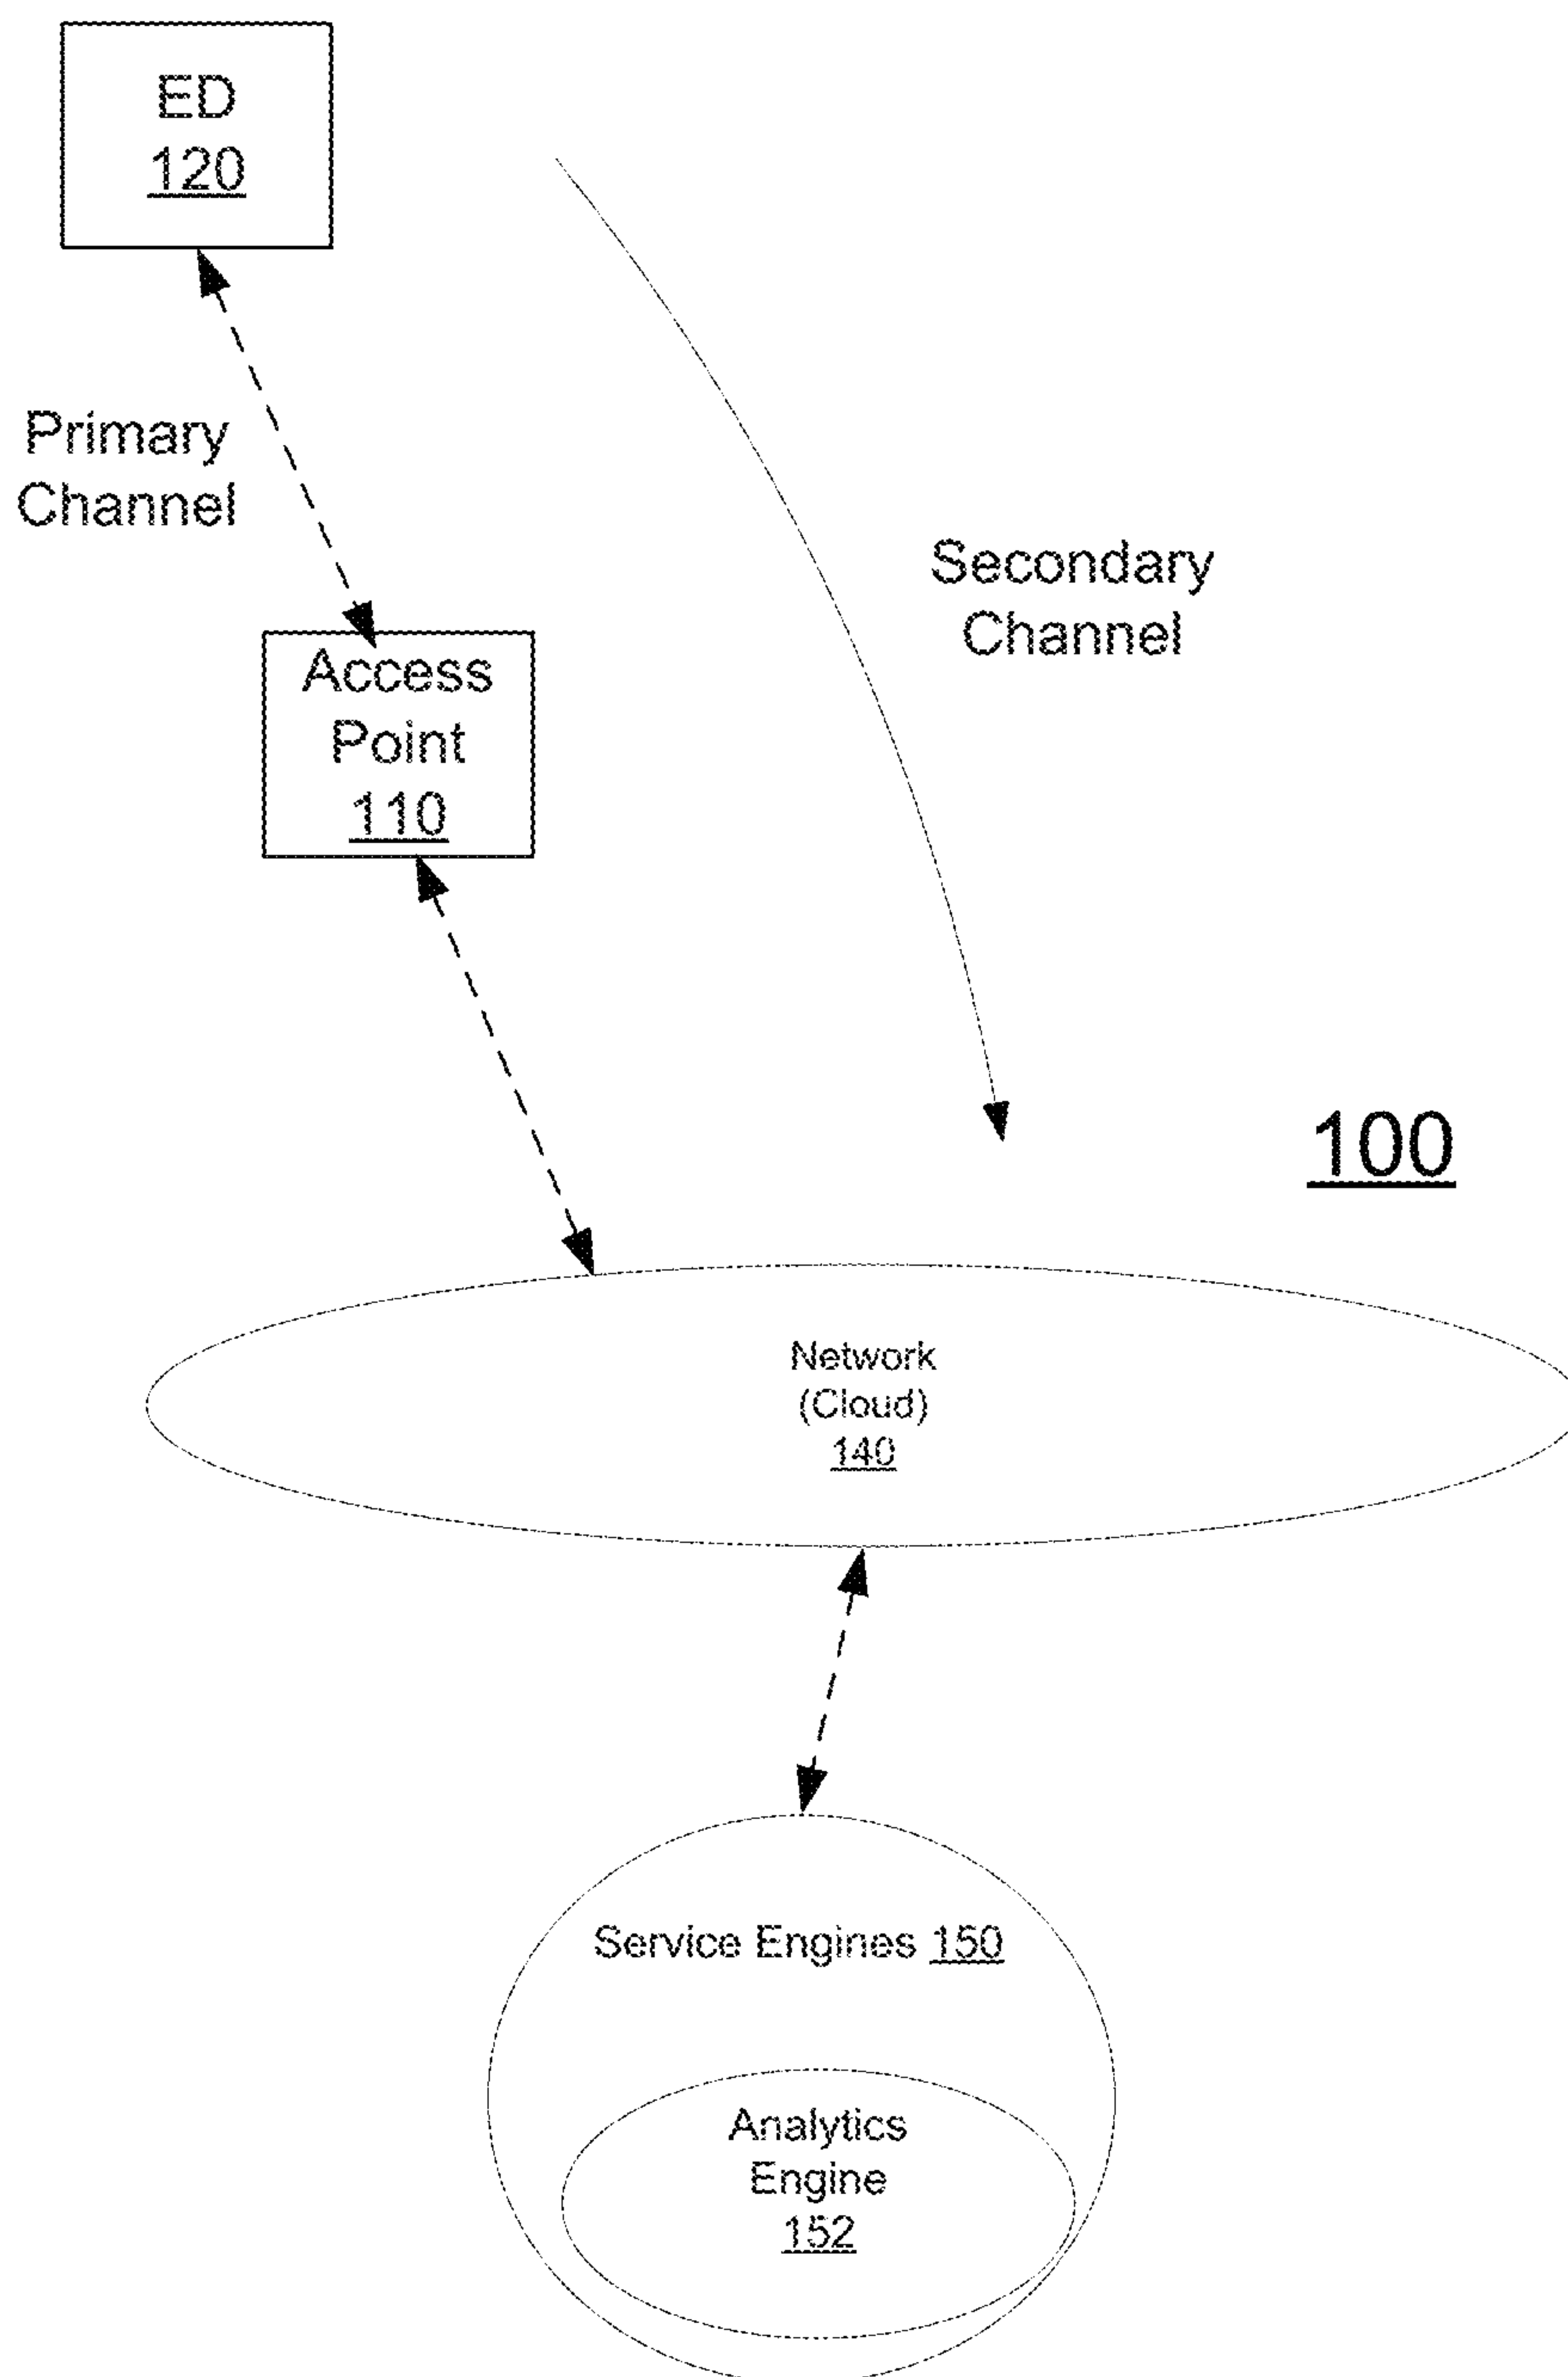 ED
120
Primary
Channel
Secondary
Channel
Access
Point
110
100
Network
(Cloud)
140
Service Engines 150
Analytics
Engine
152